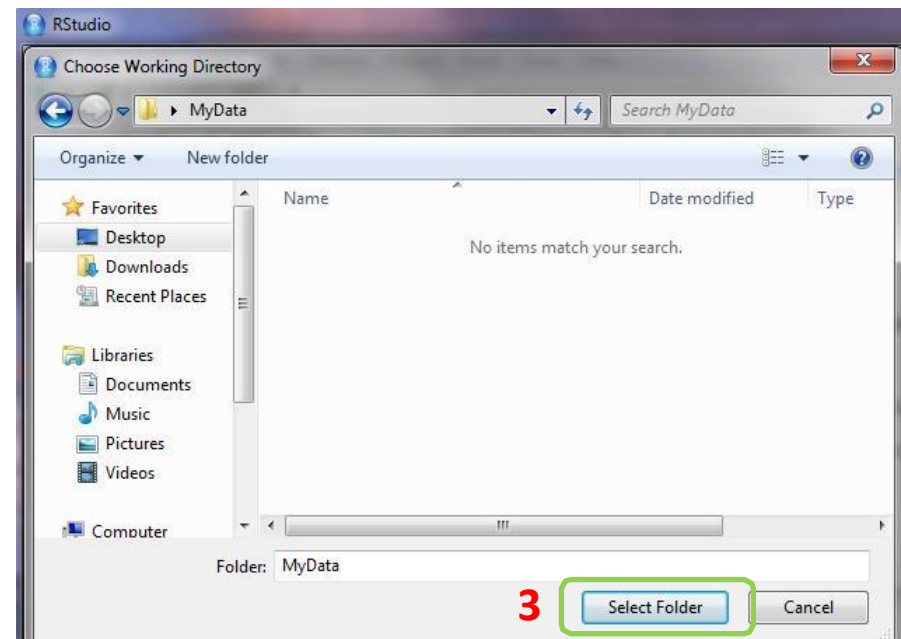 RStudio
Choose Working Directory
MyData
Search MyData
Organize
New folder
Name
Date modified
Type
Favorites
No items match your search.
Desktop
Downloads
Recent Places
Libraries
Documents
Music
Pictures
Videos
Computer
Folder: MyData
3 Select Folder Cancel